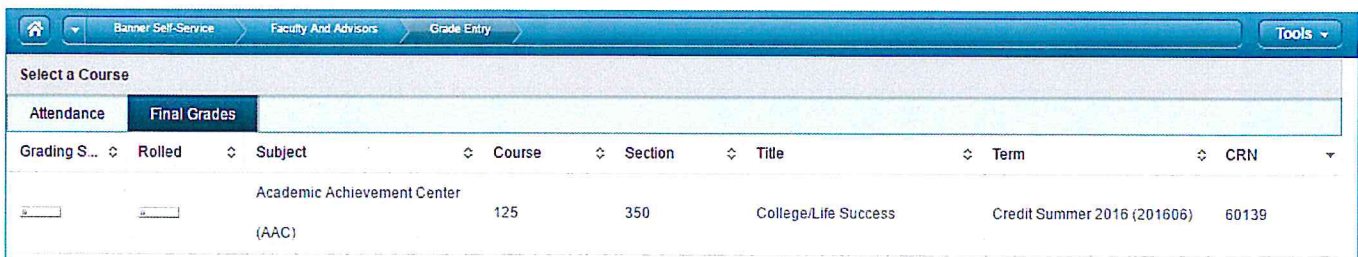 Banner Self-Service Faculty And Advisors Grade Entry Tools
Select a Course
Attendance Final Grades
Grading S... Rolled Subject Course Section Title Term CRN
Academic Achievement Center
125 350 College/Life Success Credit Summer 2016 (201606) 60139
(AAC)